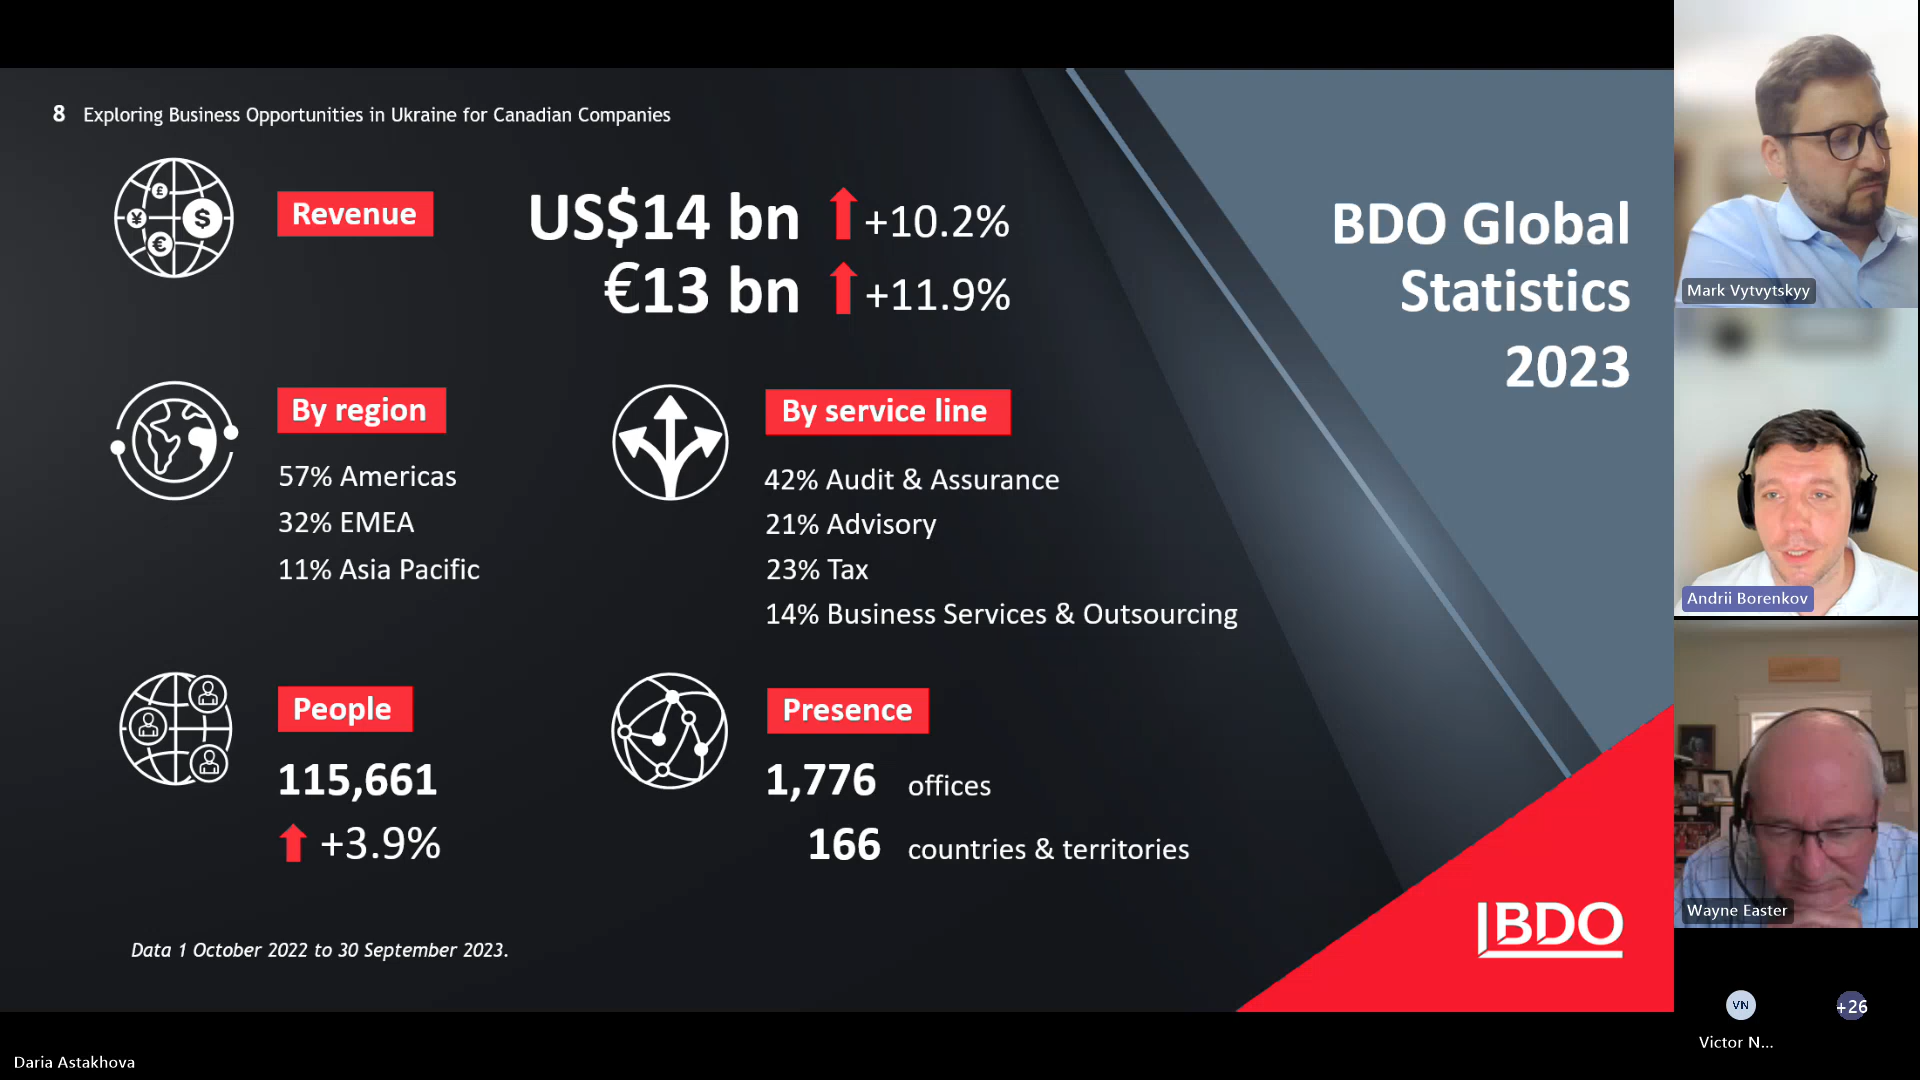 8 Exploring Business Opportunities in Ukraine for Canadian Companies
Revenue
US$14 bn +10.2%
€13 bn +11.9%
BDO Global
Statistics
2023
By region
57% Americas
32% EMEA
11% Asia Pacific
By service line
42% Audit & Assurance
21% Advisory
23% Tax
14% Business Services & Outsourcing
People
115,661
+3.9%
Presence
1,776 offices
166 countries & territories
Data 1 October 2022 to 30 September 2023.
BDO
Daria Astakhova
Mark Vytvytskyy
Andrii Borenkov
Wayne Easter
VN
Victor N...
+26